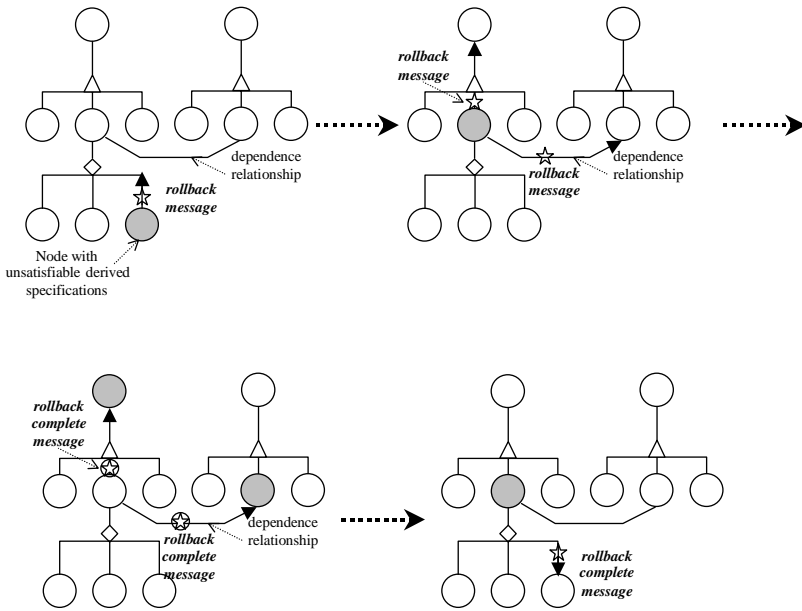 dependence
relationship
rollback
message
Node with
unsatisfiable derived
specifications
rollback
message
dependence
relationship
rollback
message
rollback
complete
message
dependence
relationship
rollback
complete
message
rollback
complete
message